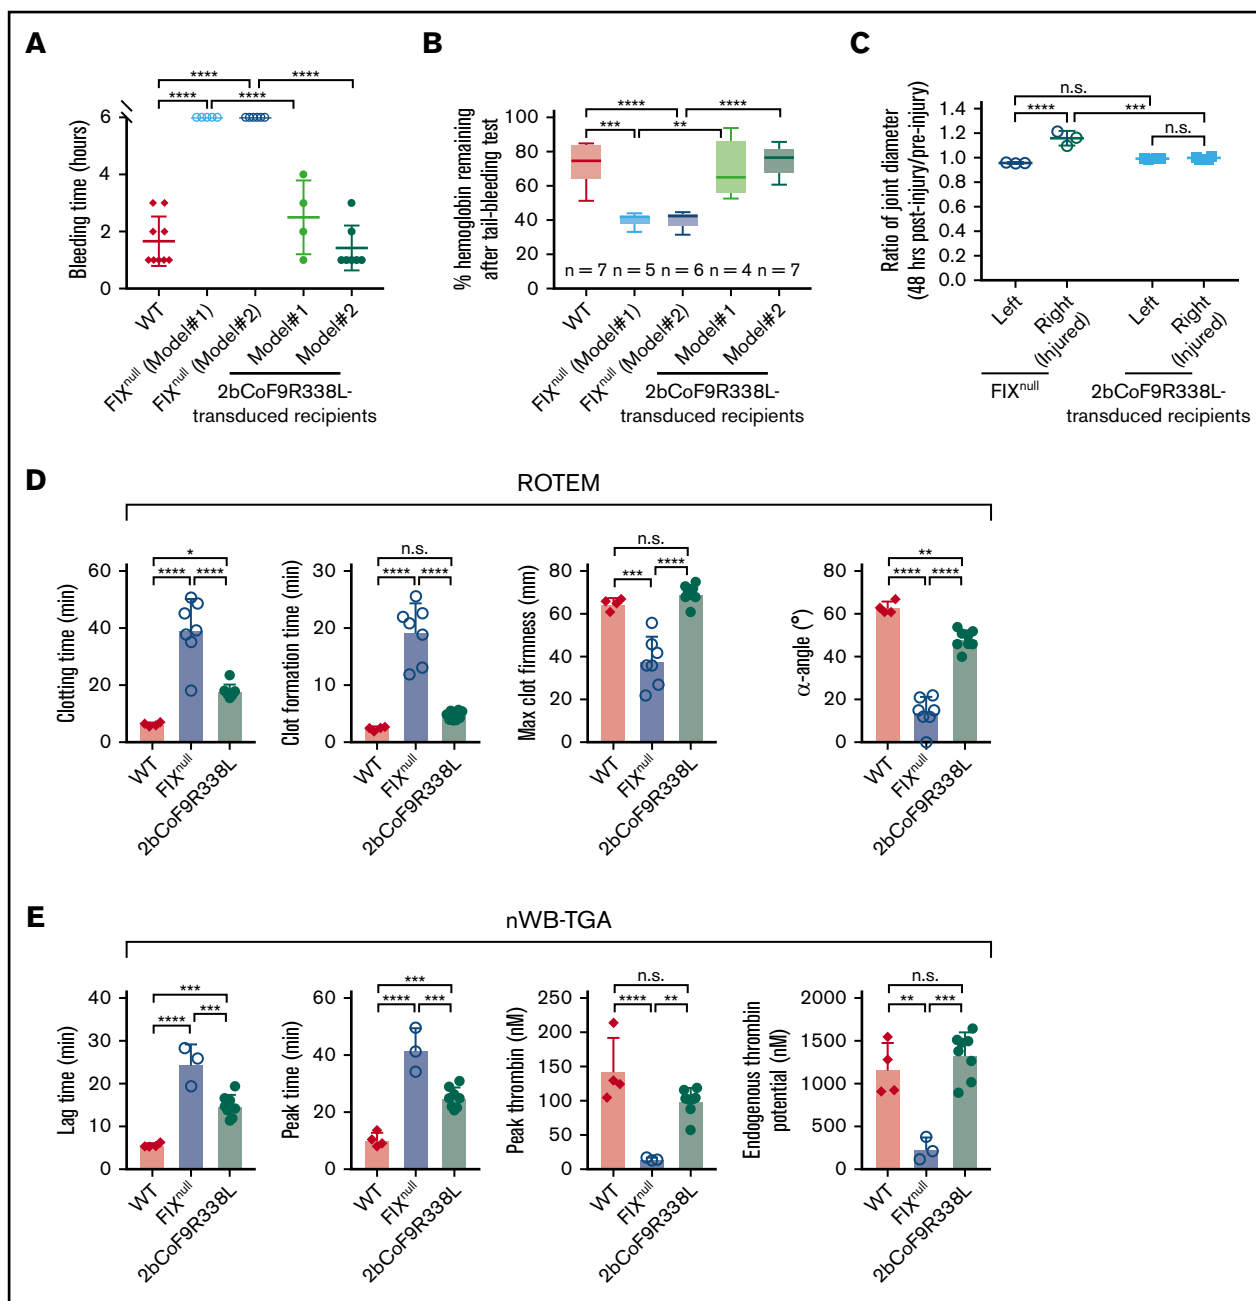 A
B
C
****
****
****
****
Bleeding time (hours)
6
4
2
0
WT
FIXnull (Model#1)
FIXnull (Model#2)
Model#1
Model#2
2bCoF9R338L-
transduced recipients
****
****
***
**
% hemoglobin remaining
after tail-bleeding test
100
80
60
40
20
0
n = 7 n = 5 n = 6 n = 4 n = 7
WT
FIXnull (Model#1)
FIXnull (Model#2)
Model#1
Model#2
2bCoF9R338L-
transduced recipients
n.s.
****
***
n.s.
Ratio of joint diameter
(48 hrs post-injury/pre-injury)
1.4
1.2
1.0
0.8
0.6
0.4
0.2
0.0
Left
Right
(Injured)
Left
Right
(Injured)
FIXnull
2bCoF9R338L-
transduced recipients
D
ROTEM
*
****
****
Clotting time (min)
60
40
20
0
WT
FIXnull
2bCoF9R338L
n.s.
****
****
Clot formation time (min)
30
20
10
0
WT
FIXnull
2bCoF9R338L
n.s.
***
****
Max clot firmness (mm)
80
60
40
20
0
WT
FIXnull
2bCoF9R338L
**
****
****
α-angle (°)
80
60
40
20
0
WT
FIXnull
2bCoF9R338L
E
nWB-TGA
***
****
***
Lag time (min)
40
30
20
10
0
WT
FIXnull
2bCoF9R338L
***
****
***
Peak time (min)
60
40
20
0
WT
FIXnull
2bCoF9R338L
n.s.
****
**
Peak thrombin (nM)
250
200
150
100
50
0
WT
FIXnull
2bCoF9R338L
n.s.
**
***
Endogenous thrombin
potential (nM)
2000
1500
1000
500
0
WT
FIXnull
2bCoF9R338L